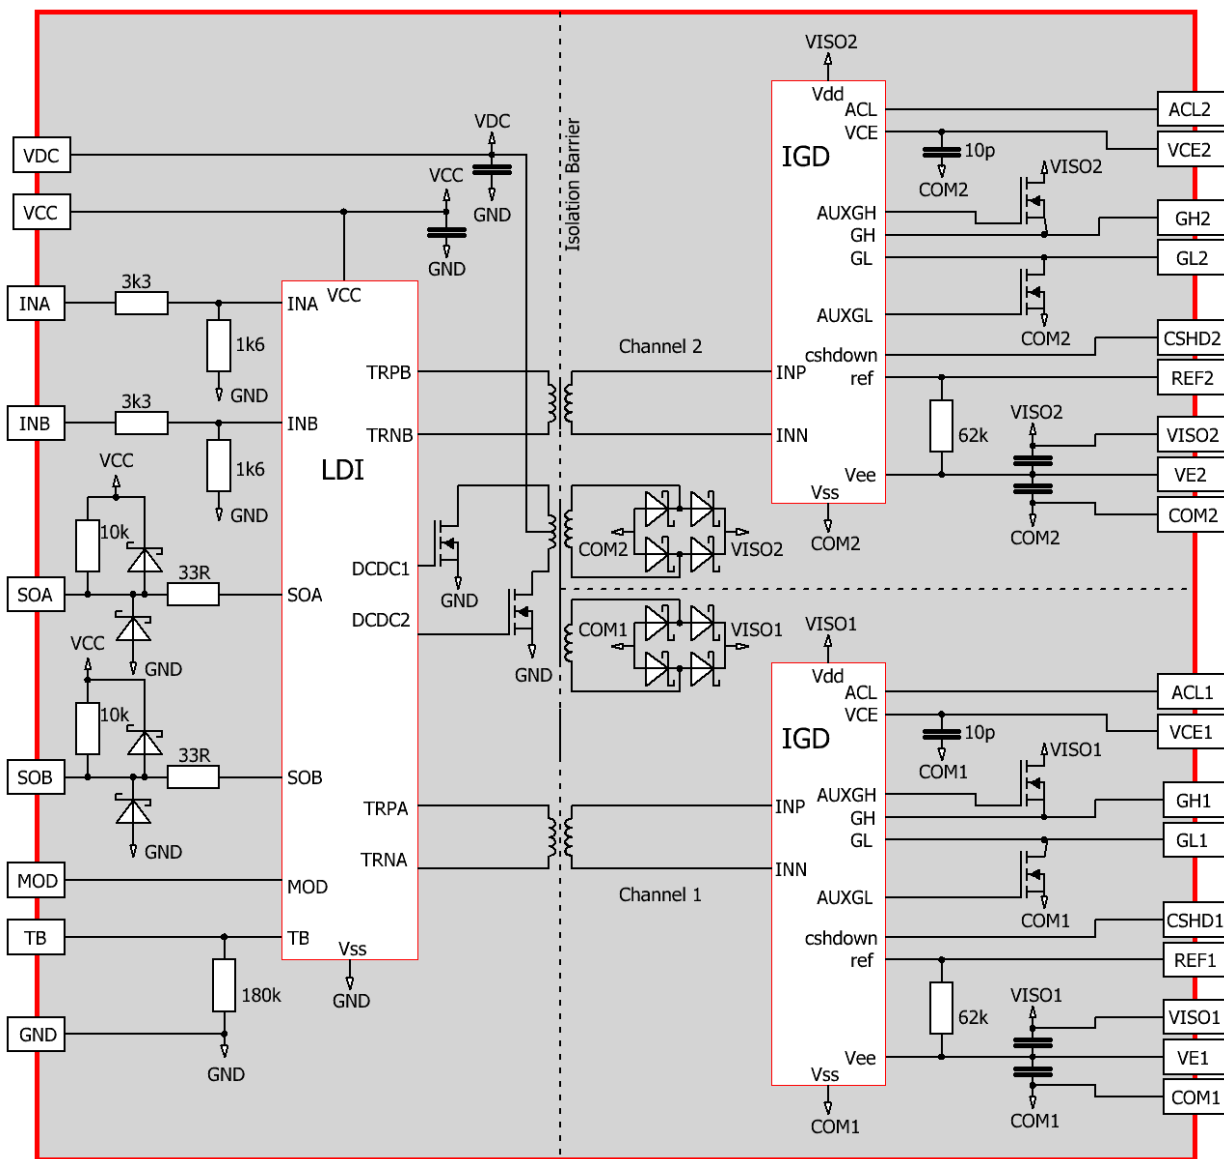 VISO2
Vdd
ACL
ACL2
VDC
VDC
VCE
10p
VCE2
IGD
Isolation Barrier
VCC
COM2
VISO2
VCC
GND
AUXGH
GH
GH2
GL
GL2
GND
3k3
INA
INA
VCC
1k6
AUXGL
COM2
CSHD2
Channel 2
cshdown
TRPB
INP
ref
REF2
GND
3k3
INB
INB
VISO2
TRNB
INN
62k
VISO2
VCC
1k6
LDI
Vee
VE2
Vss
COM2
GND
10k
COM2
VISO2
COM2
COM2
DCDC1
33R
SOA
SOA
GND
DCDC2
COM1
VISO1
VISO1
VCC
GND
GND
Vdd
ACL
ACL1
10k
VCE
10p
VCE1
IGD
33R
VISO1
SOB
SOB
COM1
AUXGH
GH
GH1
TRPA
INP
GL
GL1
GND
TRNA
INN
MOD
MOD
Channel 1
AUXGL
COM1
CSHD1
TB
TB
cshdown
Vss
ref
REF1
180k
GND
VISO1
62k
VISO1
GND
Vee
VE1
GND
Vss
COM1
COM1
COM1